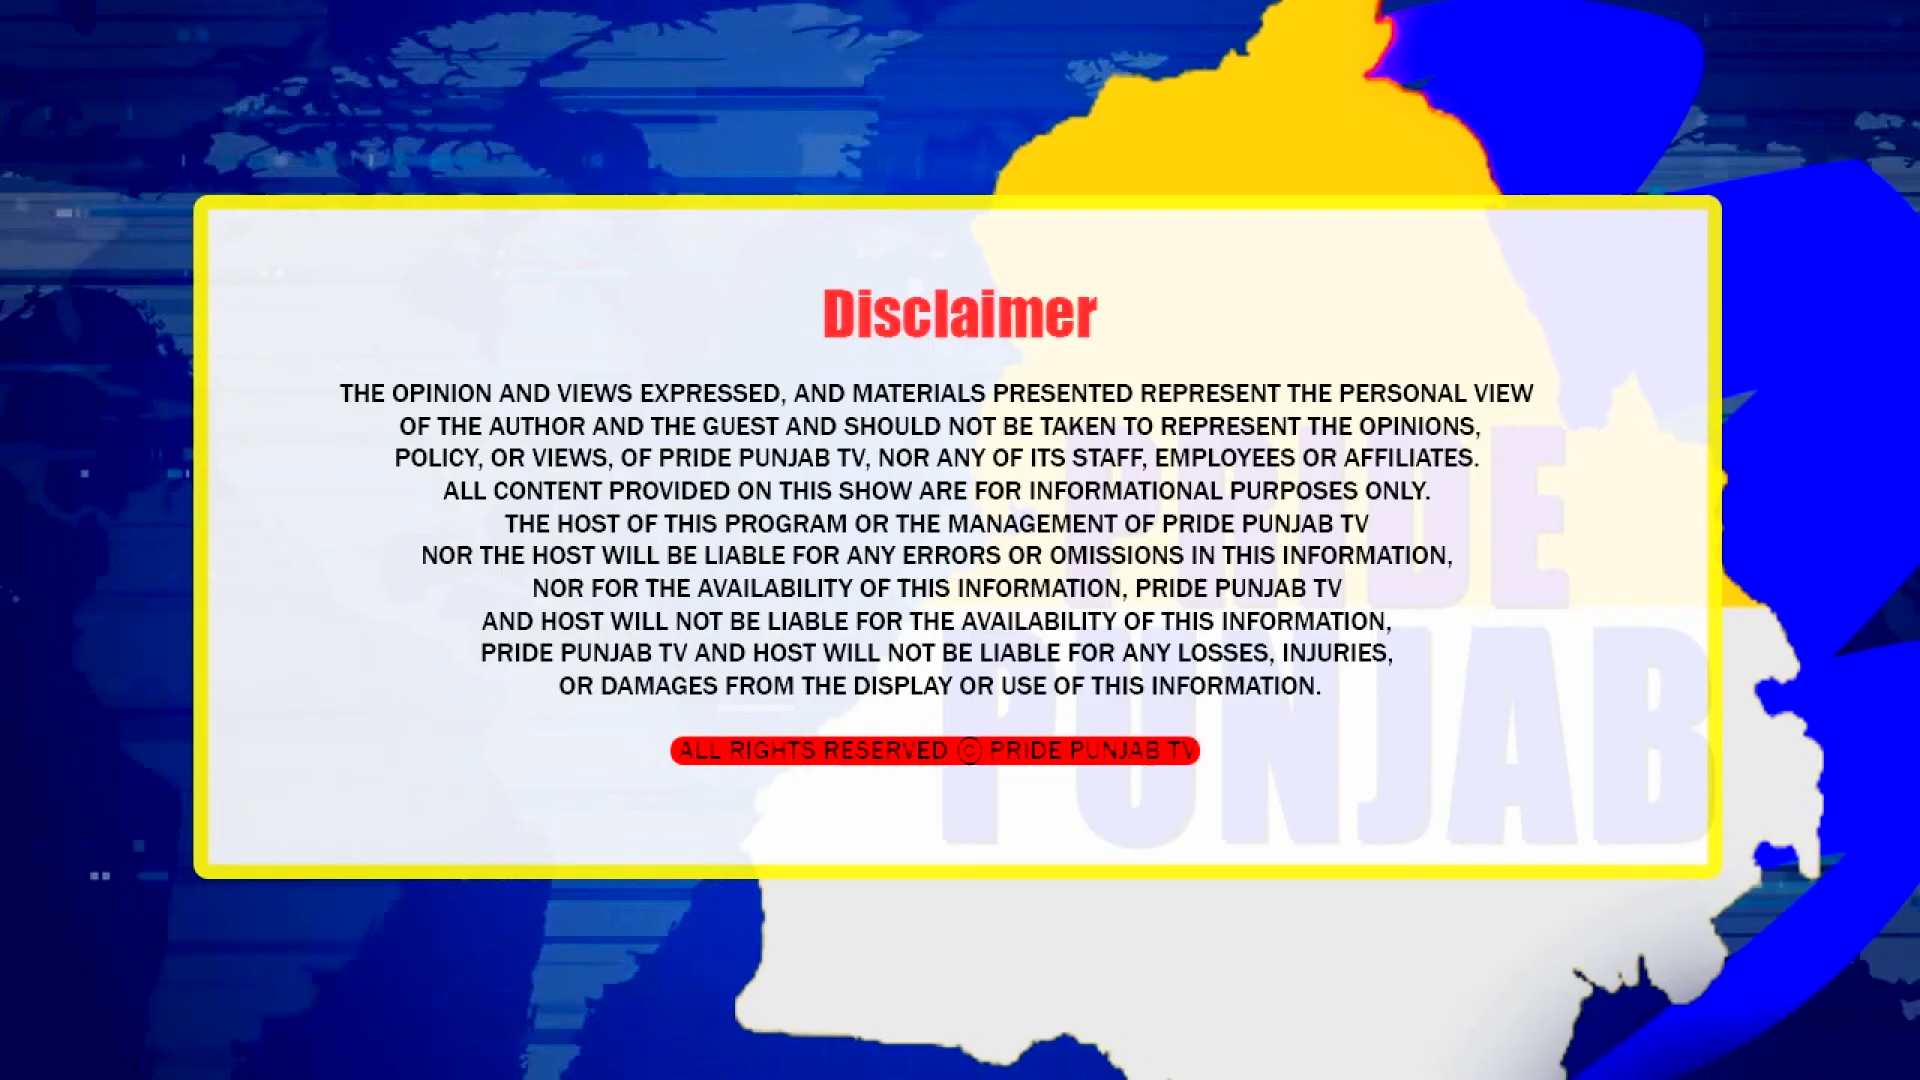 Disclaimer
THE OPINION AND VIEWS EXPRESSED, AND MATERIALS PRESENTED REPRESENT THE PERSONAL VIEW
OF THE AUTHOR AND THE GUEST AND SHOULD NOT BE TAKEN TO REPRESENT THE OPINIONS,
POLICY, OR VIEWS, OF PRIDE PUNJAB TV, NOR ANY OF ITS STAFF, EMPLOYEES OR AFFILIATES.
ALL CONTENT PROVIDED ON THIS SHOW ARE FOR INFORMATIONAL PURPOSES ONLY.
THE HOST OF THIS PROGRAM OR THE MANAGEMENT OF PRIDE PUNJAB TV
NOR THE HOST WILL BE LIABLE FOR ANY ERRORS OR OMISSIONS IN THIS INFORMATION,
NOR FOR THE AVAILABILITY OF THIS INFORMATION, PRIDE PUNJAB TV
AND HOST WILL NOT BE LIABLE FOR THE AVAILABILITY OF THIS INFORMATION,
PRIDE PUNJAB TV AND HOST WILL NOT BE LIABLE FOR ANY LOSSES, INJURIES,
OR DAMAGES FROM THE DISPLAY OR USE OF THIS INFORMATION.
ALL RIGHTS RESERVED © PRIDE PUNJAB TV
PRIDE
PUNJAB